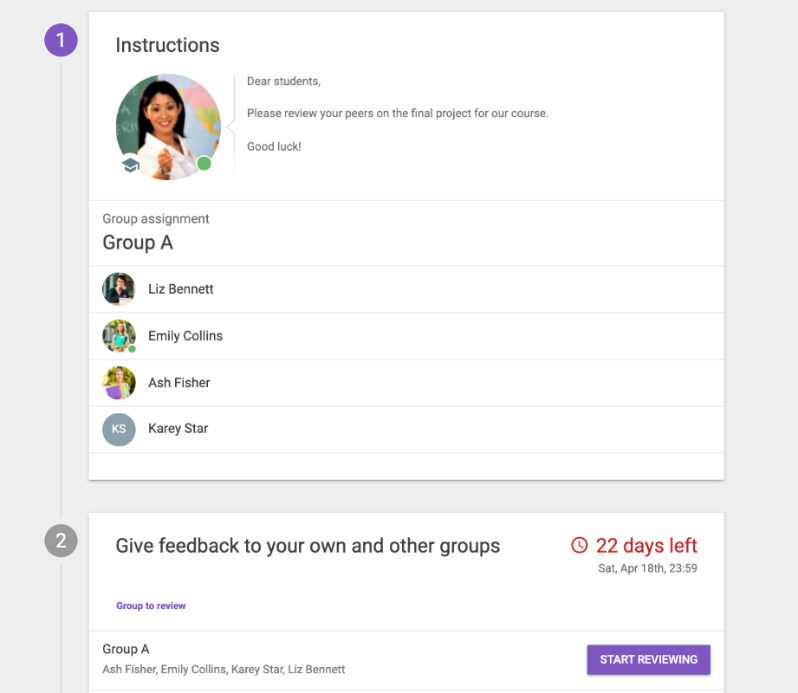 1
Instructions
Dear students,
Please review your peers on the final project for our course.
Good luck!
Group assignment
Group A
Liz Bennett
Emily Collins
Ash Fisher
KS
Karey Star
2
Give feedback to your own and other groups
22 days left
Sat, Apr 18th, 23:59
Group to review
Group A
Ash Fisher, Emily Collins, Karey Star, Liz Bennett
START REVIEWING